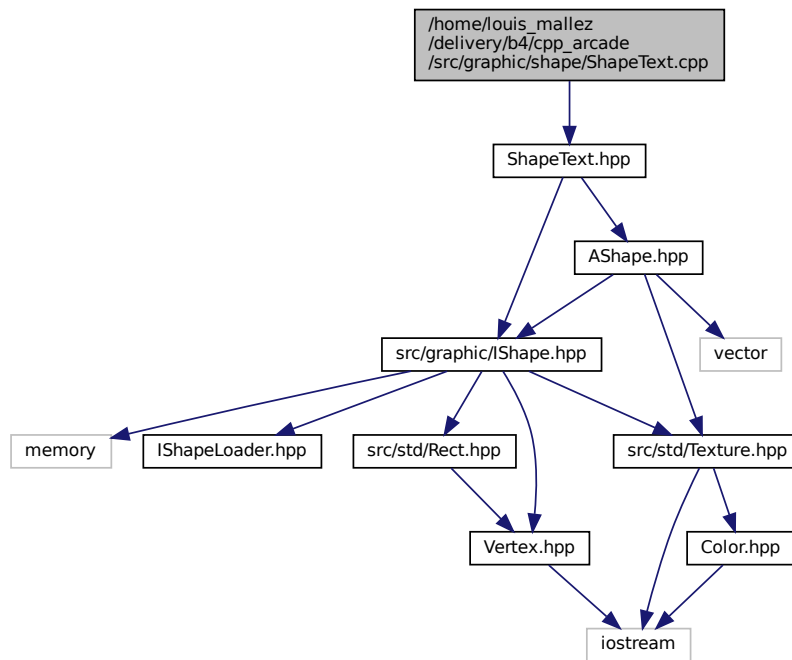 /home/louis_mallez
/delivery/b4/cpp_arcade
/src/graphic/shape/ShapeText.cpp
ShapeText.hpp
AShape.hpp
src/graphic/IShape.hpp
vector
memory
IShapeLoader.hpp
src/std/Rect.hpp
src/std/Texture.hpp
Vertex.hpp
Color.hpp
iostream